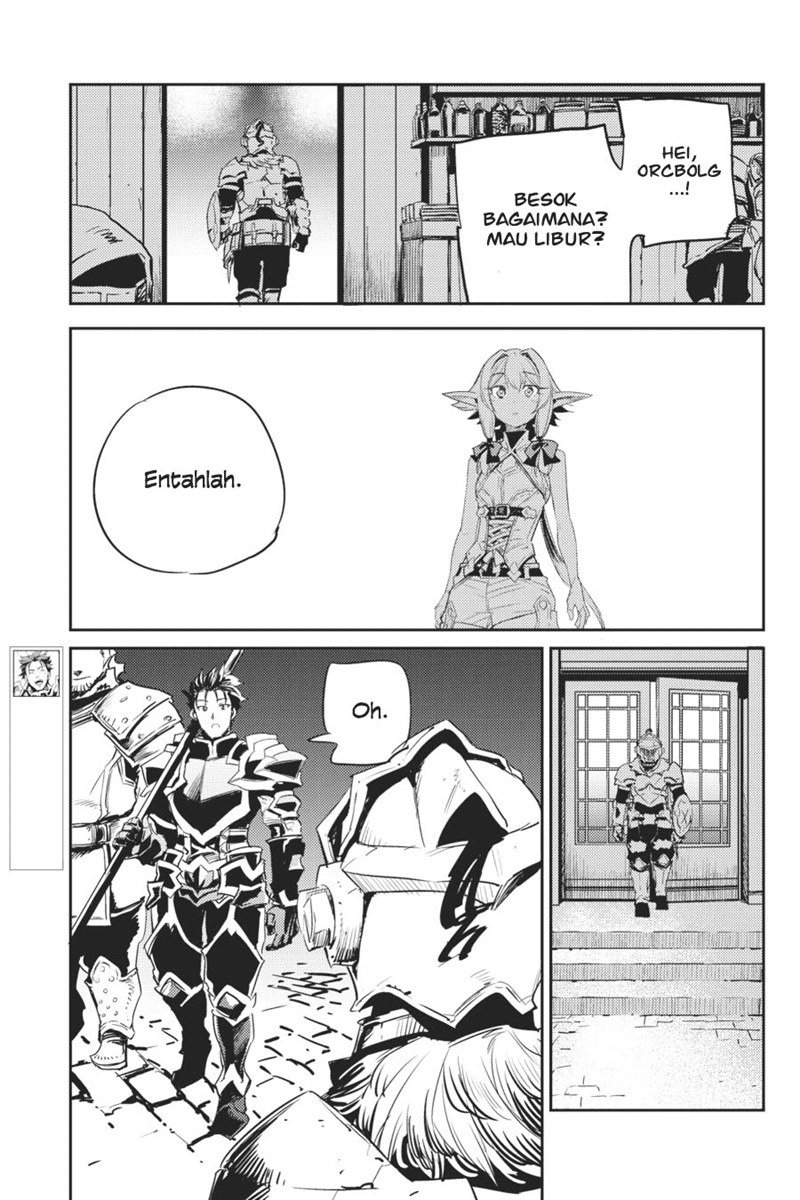 HEI,
ORCBOLG
...!
BESOK
BAGAIMANA?
MAU LIBUR?
Entahlah.
Oh.